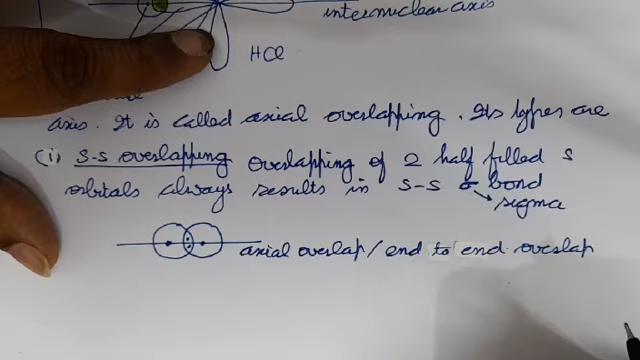 internuclear axis
HCl
axis. It is called axial overlapping. Its types are
(i) s-s overlapping overlapping of 2 half filled s
orbitals always results in s-s σ bond
sigma
axial overlap/end to end overlap